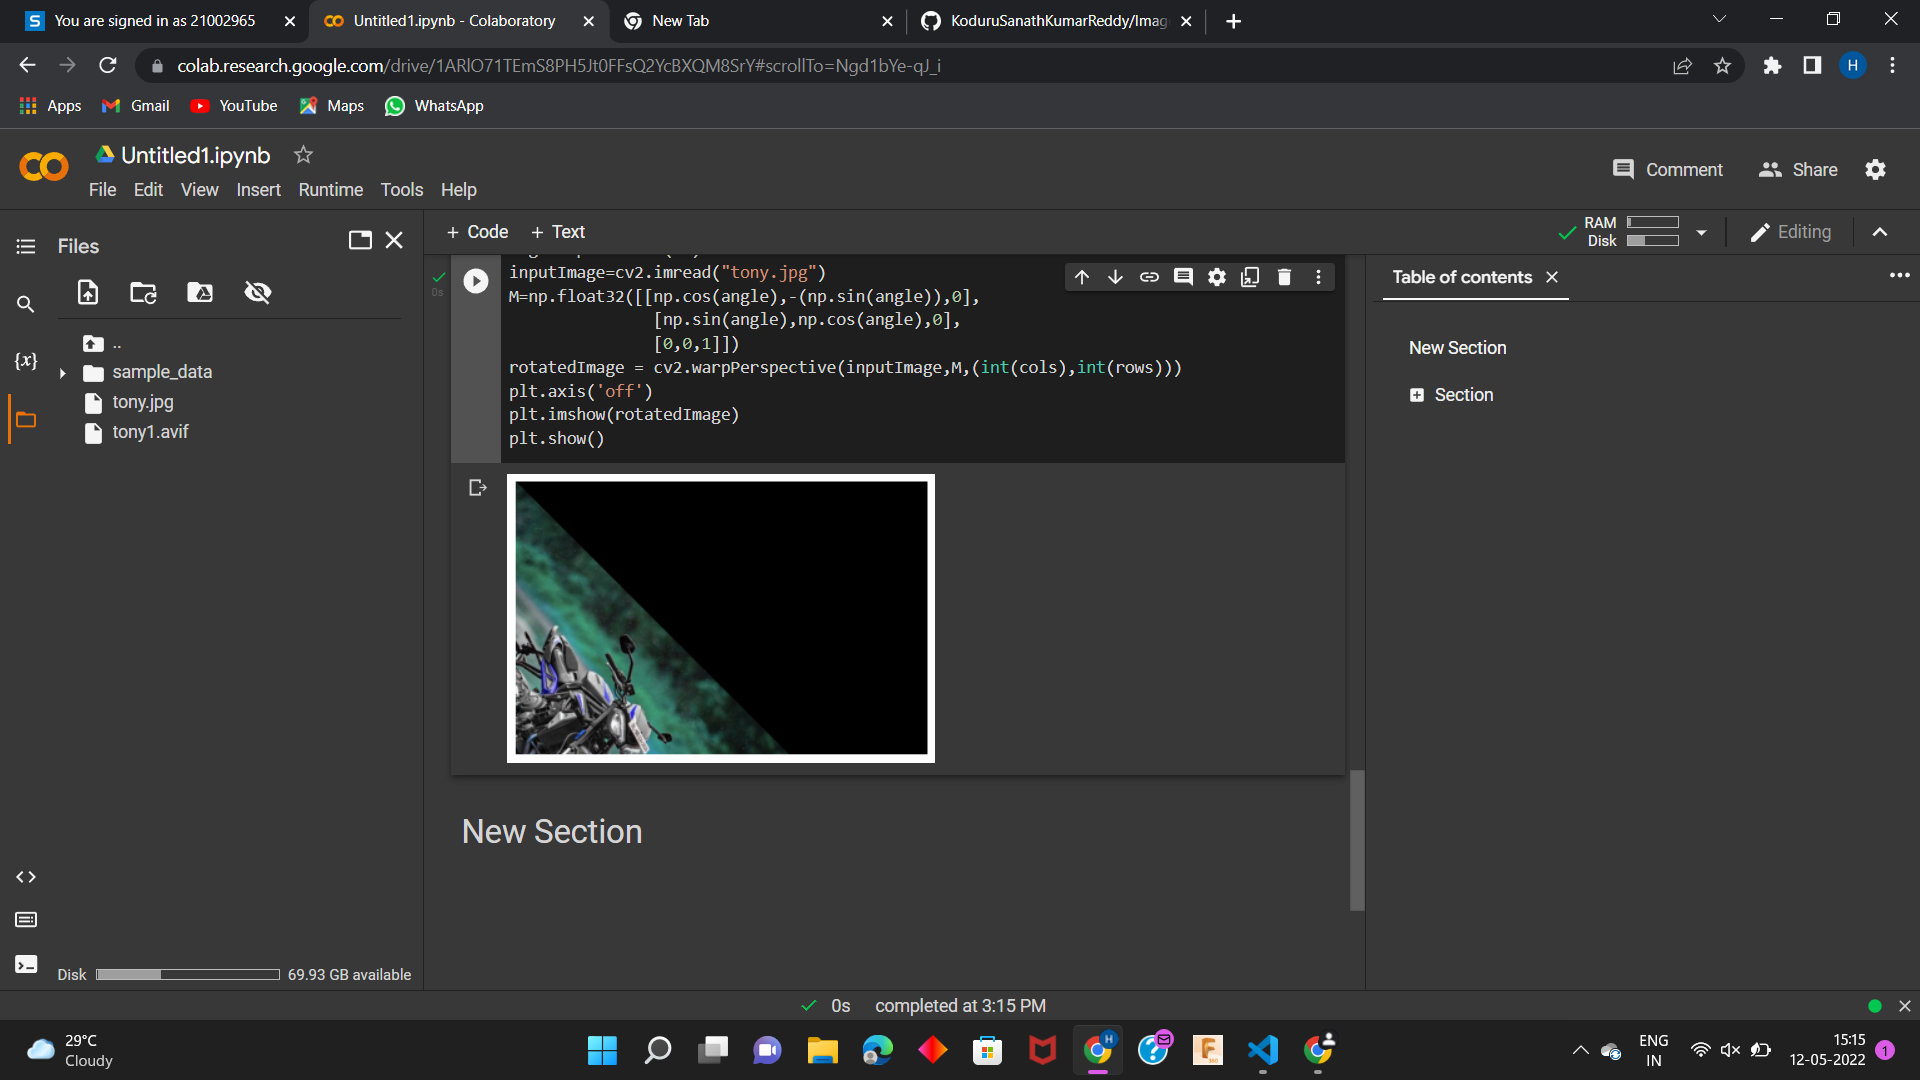 You are signed in as 21002965
Untitled1.ipynb - Colaboratory
New Tab
KoduruSanathKumarReddy/Imag
colab.research.google.com/drive/1ARlO71TEmS8PH5Jt0FFsQ2YcBXQM8SrY#scrollTo=Ngd1bYe-qJ_i
H
Apps
Gmail
YouTube
Maps
WhatsApp
Untitled1.ipynb
File Edit View Insert Runtime Tools Help
Comment
Share
Files
+ Code
+ Text
RAM
Disk
Editing
..
sample_data
tony.jpg
tony1.avif
0s
inputImage=cv2.imread("tony.jpg")
M=np.float32([[np.cos(angle),-(np.sin(angle)),0],
[np.sin(angle),np.cos(angle),0],
[0,0,1]])
rotatedImage = cv2.warpPerspective(inputImage,M,(int(cols),int(rows)))
plt.axis('off')
plt.imshow(rotatedImage)
plt.show()
Table of contents
New Section
Section
New Section
Disk
69.93 GB available
0s completed at 3:15 PM
29°C
Cloudy
ENG
IN
15:15
12-05-2022
1